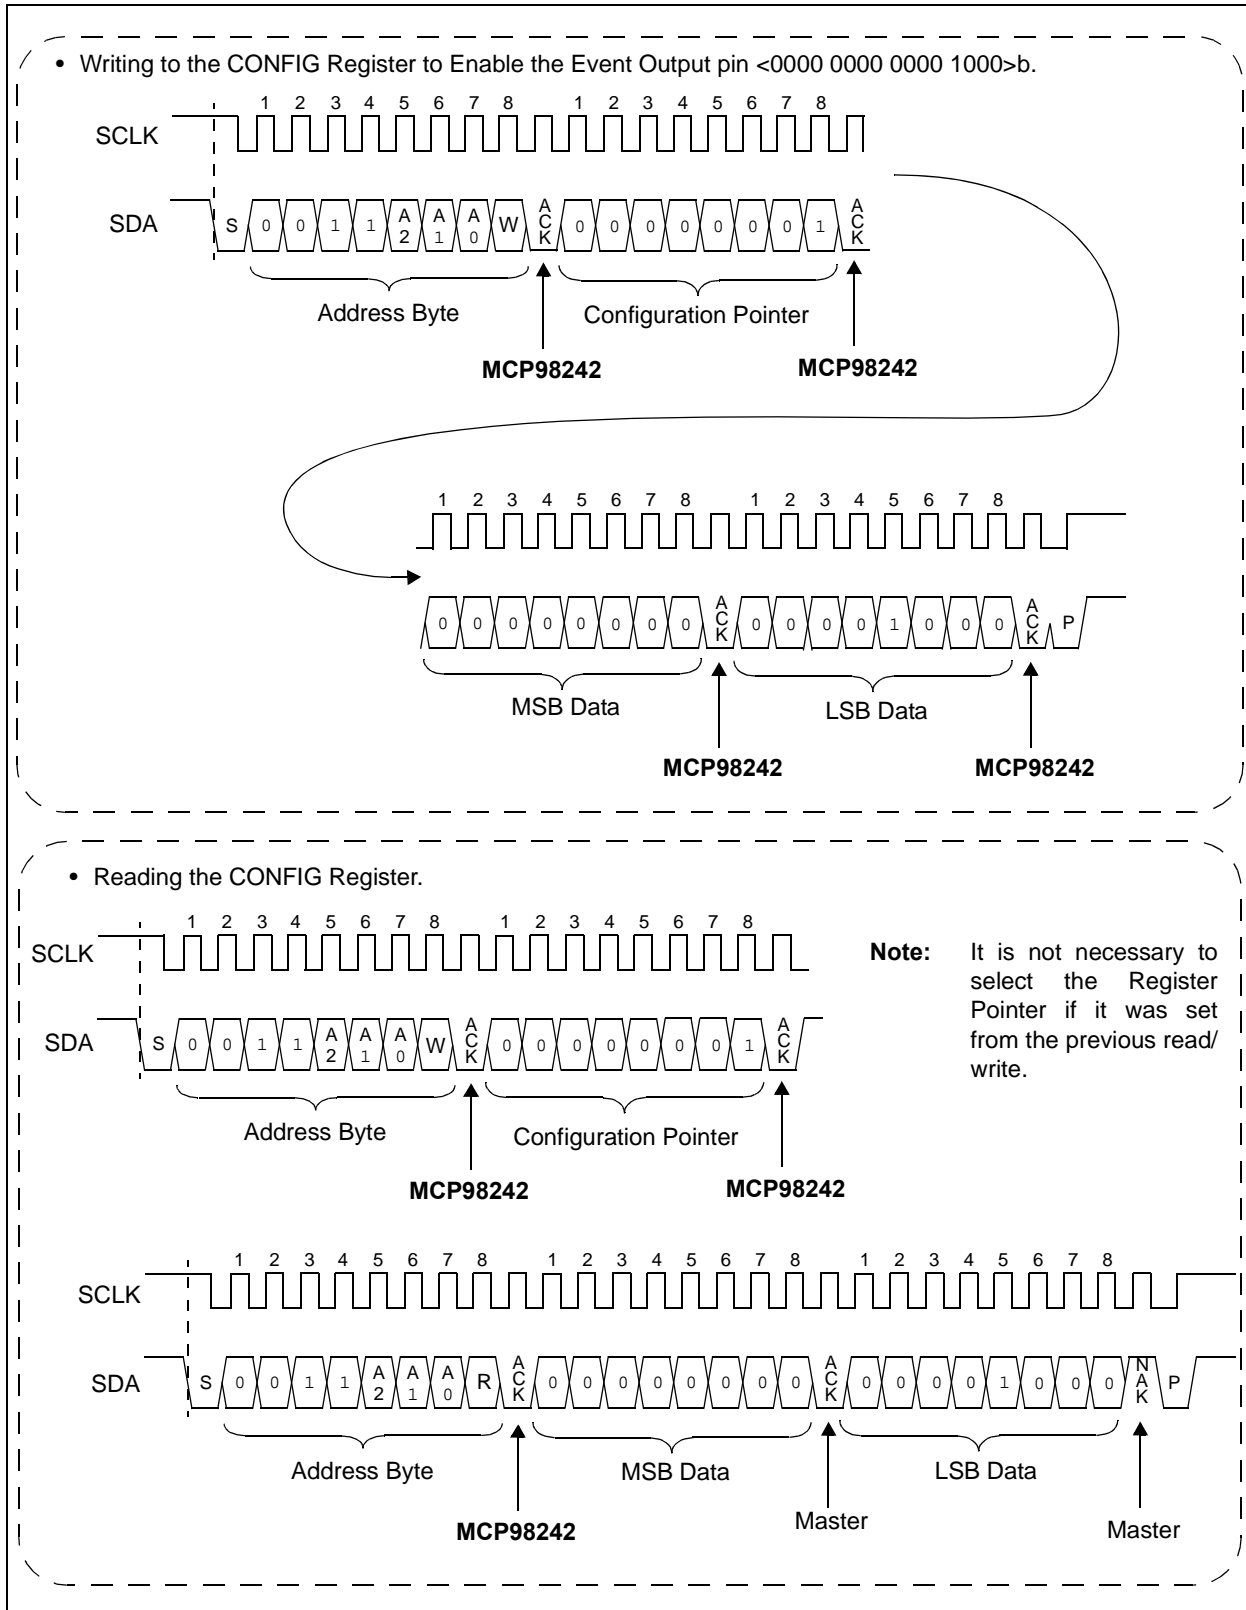 • Writing to the CONFIG Register to Enable the Event Output pin <0000 0000 0000 1000>b.
1 2 3 4 5 6 7 8 1 2 3 4 5 6 7 8
SCLK
SDA S 0 0 1 1 A2 A1 A0 W ACK 0 0 0 0 0 0 0 1 ACK
Address Byte Configuration Pointer
MCP98242 MCP98242
1 2 3 4 5 6 7 8 1 2 3 4 5 6 7 8
0 0 0 0 0 0 0 0 ACK 0 0 0 0 1 0 0 0 ACK P
MSB Data LSB Data
MCP98242 MCP98242
• Reading the CONFIG Register.
1 2 3 4 5 6 7 8 1 2 3 4 5 6 7 8
SCLK
SDA S 0 0 1 1 A2 A1 A0 W ACK 0 0 0 0 0 0 0 1 ACK
Address Byte Configuration Pointer
MCP98242 MCP98242
Note: It is not necessary to
select the Register
Pointer if it was set
from the previous read/
write.
1 2 3 4 5 6 7 8 1 2 3 4 5 6 7 8 1 2 3 4 5 6 7 8
SCLK
SDA S 0 0 1 1 A2 A1 A0 R ACK 0 0 0 0 0 0 0 0 ACK 0 0 0 0 1 0 0 0 NAK P
Address Byte MSB Data LSB Data
MCP98242 Master Master